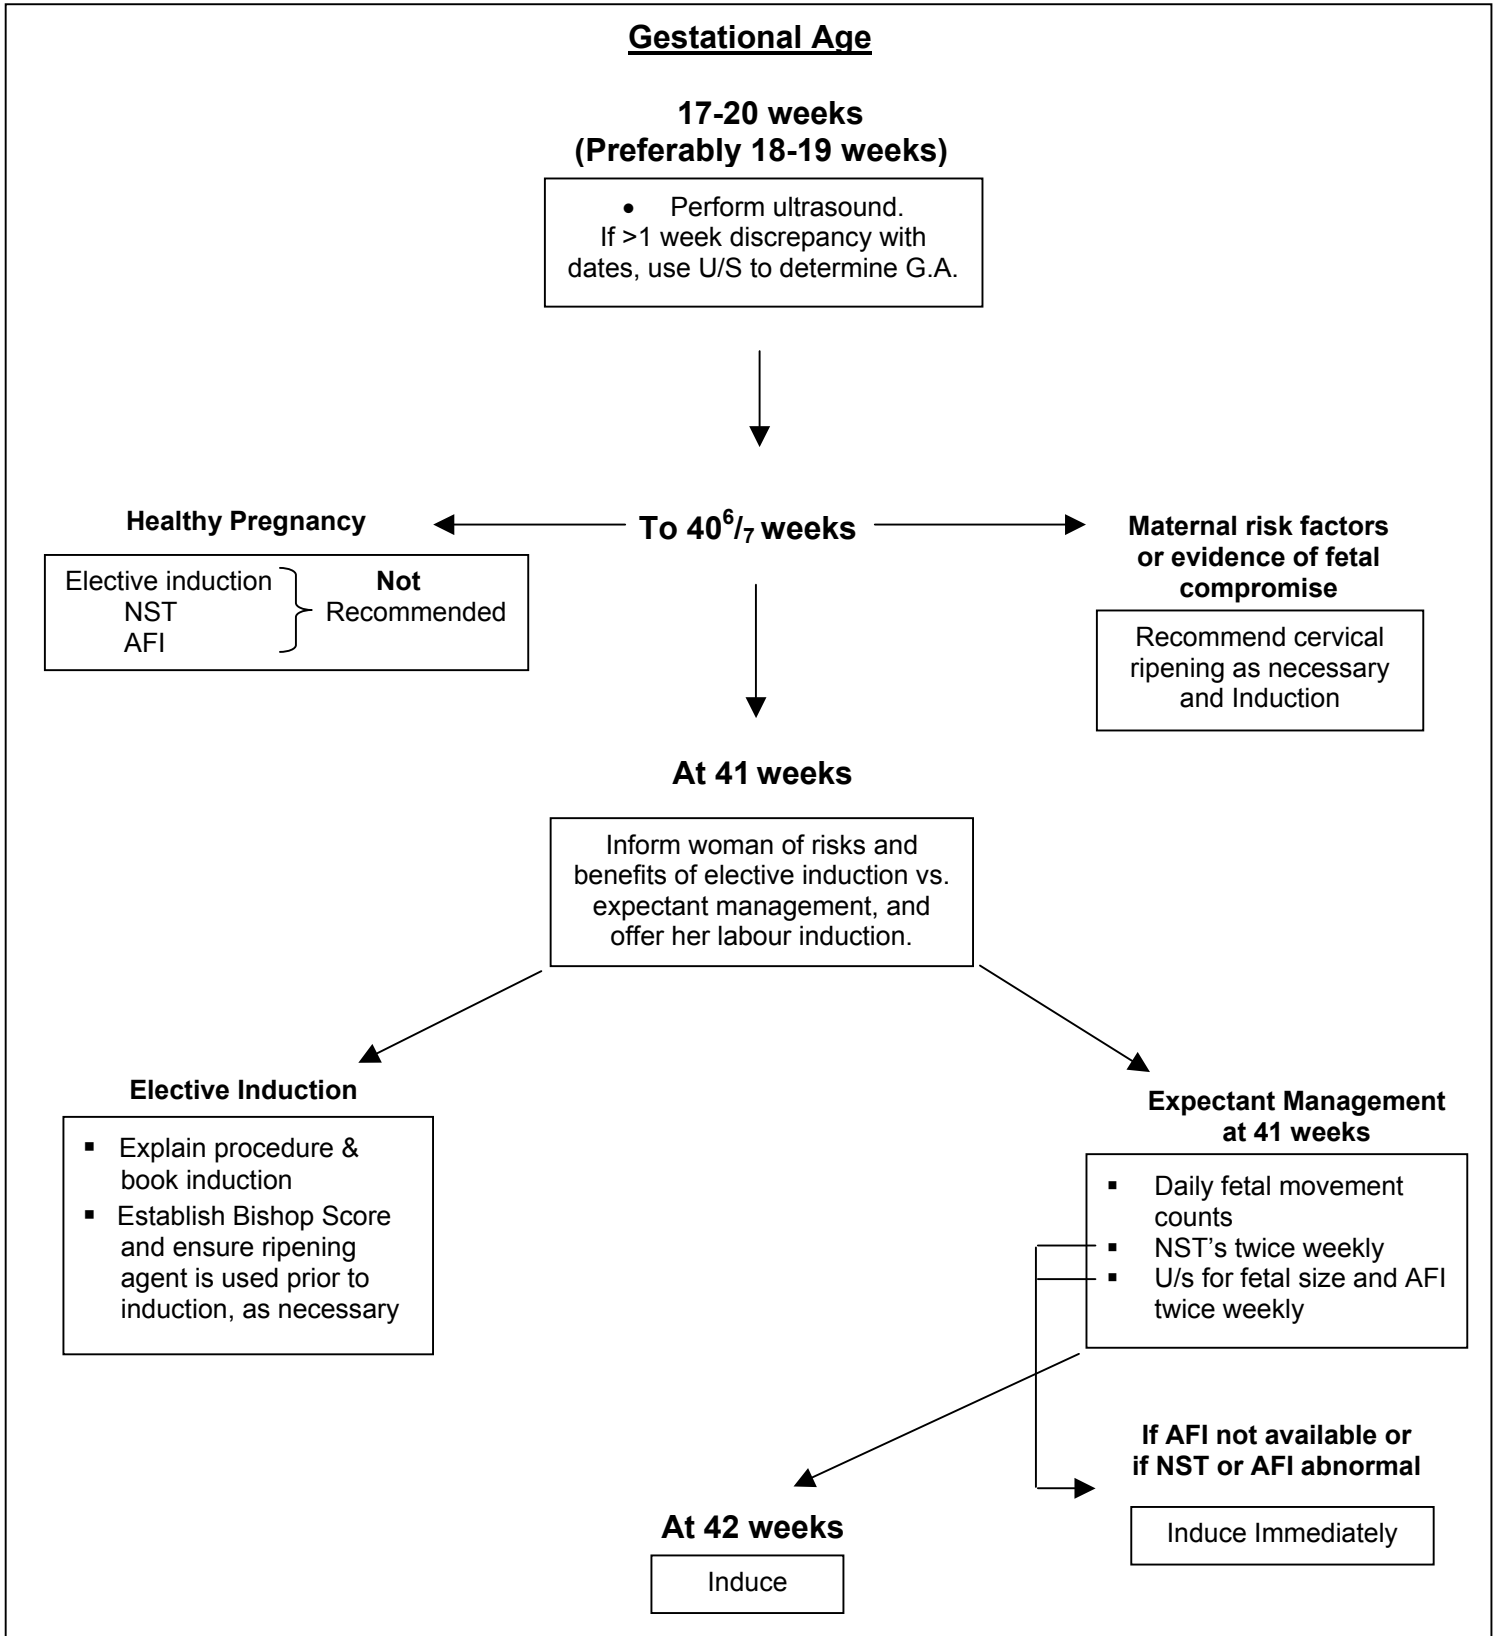 Gestational Age
17-20 weeks
(Preferably 18-19 weeks)
• Perform ultrasound.
If >1 week discrepancy with
dates, use U/S to determine G.A.
Healthy Pregnancy
Elective induction
NST
AFI
Not
Recommended
To 40⁶/₇ weeks
Maternal risk factors
or evidence of fetal
compromise
Recommend cervical
ripening as necessary
and Induction
At 41 weeks
Inform woman of risks and
benefits of elective induction vs.
expectant management, and
offer her labour induction.
Elective Induction
▪ Explain procedure &
book induction
▪ Establish Bishop Score
and ensure ripening
agent is used prior to
induction, as necessary
Expectant Management
at 41 weeks
▪ Daily fetal movement
counts
▪ NST's twice weekly
▪ U/s for fetal size and AFI
twice weekly
If AFI not available or
if NST or AFI abnormal
Induce Immediately
At 42 weeks
Induce